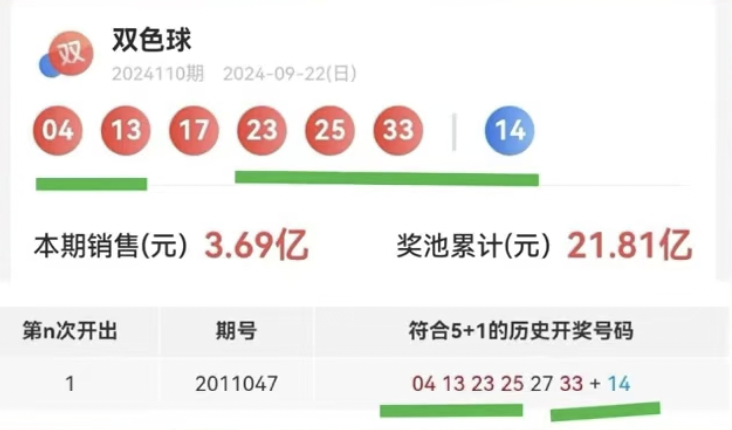 双 双色球
2024110期 2024-09-22(日)
04 13 17 23 25 33 | 14
本期销售(元) 3.69亿 奖池累计(元) 21.81亿
第n次开出 期号 符合5+1的历史开奖号码
1 2011047 04 13 23 25 27 33 + 14